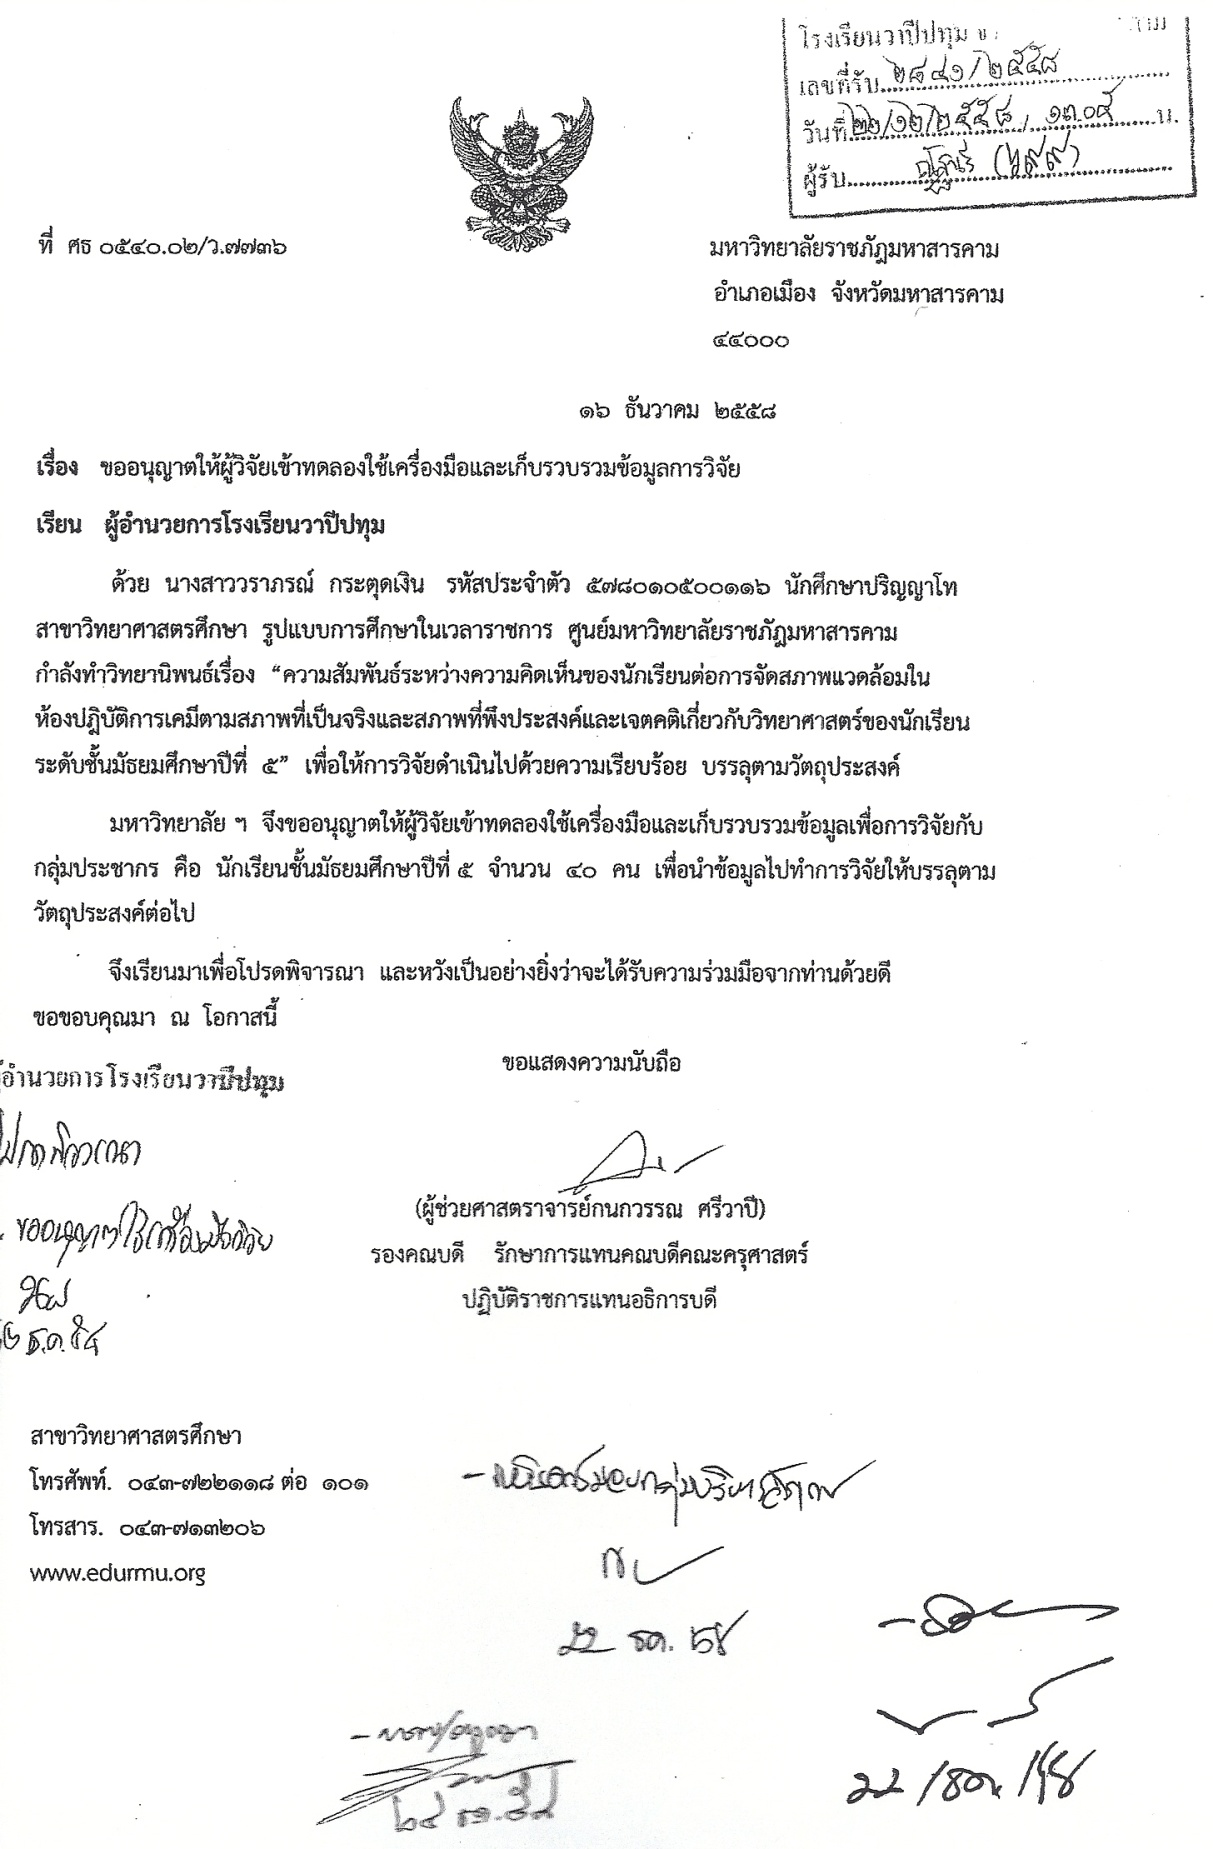 โรงเรียนวาปีปทุม
เลขที่รับ ๒๘๔๑/๒๕๕๘
วันที่ ๒๒/๑๒/๒๕๕๘, ๑๓.๐๕ น.
ผู้รับ
ที่ ศธ ๐๕๔๐.๐๒/ว.๗๗๓๖
มหาวิทยาลัยราชภัฏมหาสารคาม
อำเภอเมือง จังหวัดมหาสารคาม
๔๔๐๐๐
๑๖ ธันวาคม ๒๕๕๘
เรื่อง ขออนุญาตให้ผู้วิจัยเข้าทดลองใช้เครื่องมือและเก็บรวบรวมข้อมูลการวิจัย
เรียน ผู้อำนวยการโรงเรียนวาปีปทุม
ด้วย นางสาววราภรณ์ กระตุดเงิน รหัสประจำตัว ๕๗๘๐๑๐๕๐๐๑๑๖ นักศึกษาปริญญาโท
สาขาวิทยาศาสตรศึกษา รูปแบบการศึกษาในเวลาราชการ ศูนย์มหาวิทยาลัยราชภัฏมหาสารคาม
กำลังทำวิทยานิพนธ์เรื่อง “ความสัมพันธ์ระหว่างความคิดเห็นของนักเรียนต่อการจัดสภาพแวดล้อมใน
ห้องปฏิบัติการเคมีตามสภาพที่เป็นจริงและสภาพที่พึงประสงค์และเจตคติเกี่ยวกับวิทยาศาสตร์ของนักเรียน
ระดับชั้นมัธยมศึกษาปีที่ ๕” เพื่อให้การวิจัยดำเนินไปด้วยความเรียบร้อย บรรลุตามวัตถุประสงค์
มหาวิทยาลัย ฯ จึงขออนุญาตให้ผู้วิจัยเข้าทดลองใช้เครื่องมือและเก็บรวบรวมข้อมูลเพื่อการวิจัยกับ
กลุ่มประชากร คือ นักเรียนชั้นมัธยมศึกษาปีที่ ๕ จำนวน ๔๐ คน เพื่อนำข้อมูลไปทำการวิจัยให้บรรลุตาม
วัตถุประสงค์ต่อไป
จึงเรียนมาเพื่อโปรดพิจารณา และหวังเป็นอย่างยิ่งว่าจะได้รับความร่วมมือจากท่านด้วยดี
ขอขอบคุณมา ณ โอกาสนี้
ขอแสดงความนับถือ
ผู้อำนวยการโรงเรียนวาปีปทุม
โปรดพิจารณา
(ผู้ช่วยศาสตราจารย์กนกวรรณ ศรีวาปี)
ขออนุญาตใช้เครื่องมือวิจัย
รองคณบดี รักษาการแทนคณบดีคณะครุศาสตร์
ปฏิบัติราชการแทนอธิการบดี
ธ.ค. ๕๘
สาขาวิทยาศาสตรศึกษา
โทรศัพท์. ๐๔๓-๗๒๒๑๑๘ ต่อ ๑๐๑
โทรสาร. ๐๔๓-๗๑๓๒๐๖
www.edurmu.org
22 ธค. 58
22 / ธค / 58
๒๔ ธ.ค. ๕๘